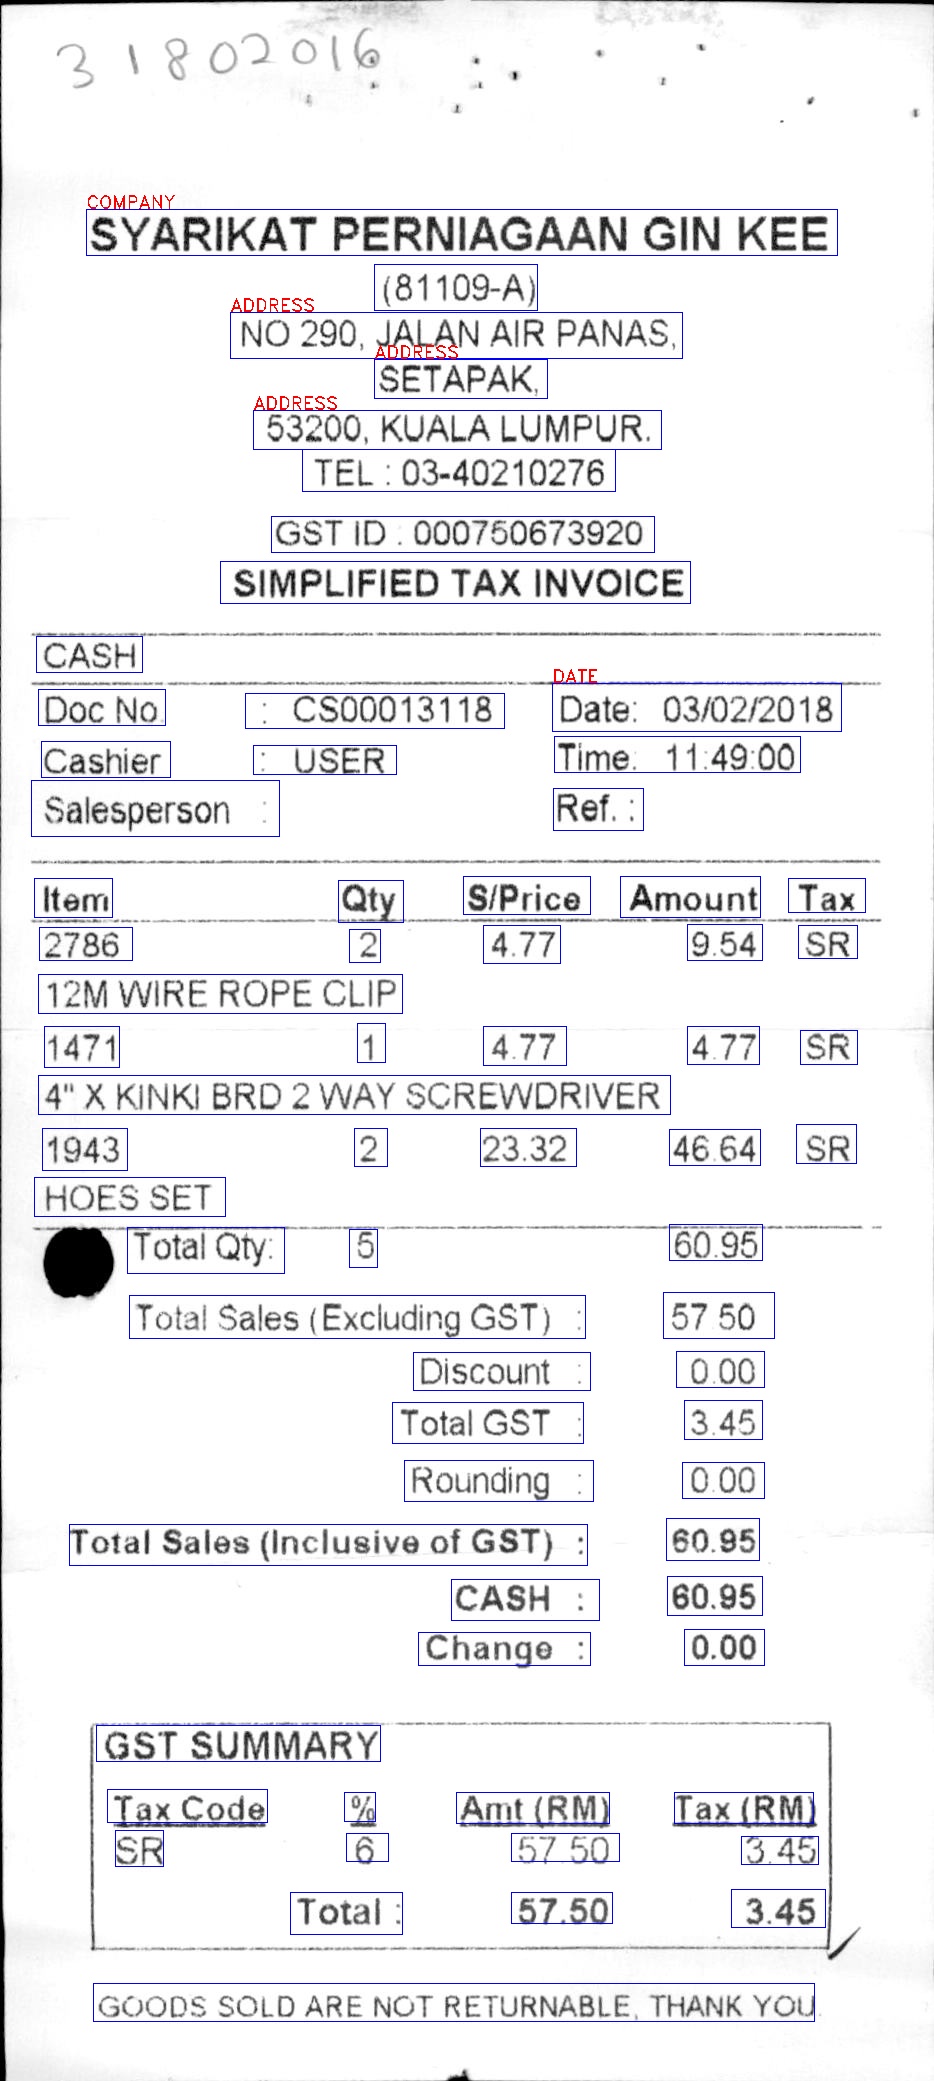 31802016
COMPANY
SYARIKAT PERNIAGAAN GIN KEE
(81109-A)
ADDRESS
NO 290, JALAN AIR PANAS,
ADDRESS
SETAPAK,
ADDRESS
53200, KUALA LUMPUR.
TEL : 03-40210276
GST ID : 000750673920
SIMPLIFIED TAX INVOICE
CASH
DATE
Doc No. : CS00013118 Date: 03/02/2018
Cashier : USER Time: 11:49:00
Salesperson : Ref. :
Item Qty S/Price Amount Tax
2786 2 4.77 9.54 SR
12M WIRE ROPE CLIP
1471 1 4.77 4.77 SR
4" X KINKI BRD 2 WAY SCREWDRIVER
1943 2 23.32 46.64 SR
HOES SET
Total Qty: 5 60.95
Total Sales (Excluding GST) : 57.50
Discount : 0.00
Total GST : 3.45
Rounding : 0.00
Total Sales (Inclusive of GST) : 60.95
CASH : 60.95
Change : 0.00
GST SUMMARY
Tax Code % Amt (RM) Tax (RM)
SR 6 57.50 3.45
Total : 57.50 3.45
GOODS SOLD ARE NOT RETURNABLE, THANK YOU.